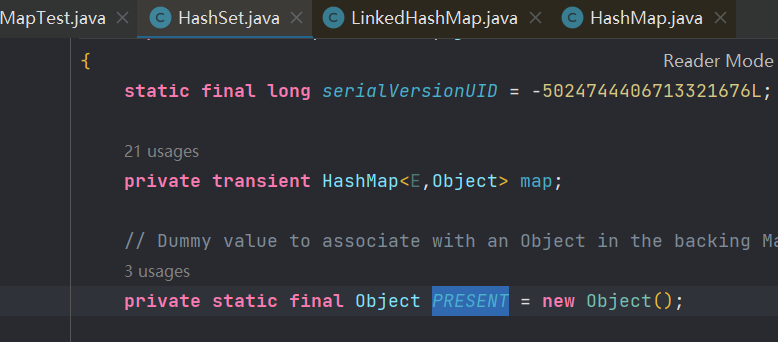 MapTest.java × C HashSet.java × C LinkedHashMap.java × C HashMap.java ×
{ Reader Mode
static final long serialVersionUID = -5024744406713321676L;
21 usages
private transient HashMap<E,Object> map;
// Dummy value to associate with an Object in the backing Ma
3 usages
private static final Object PRESENT = new Object();